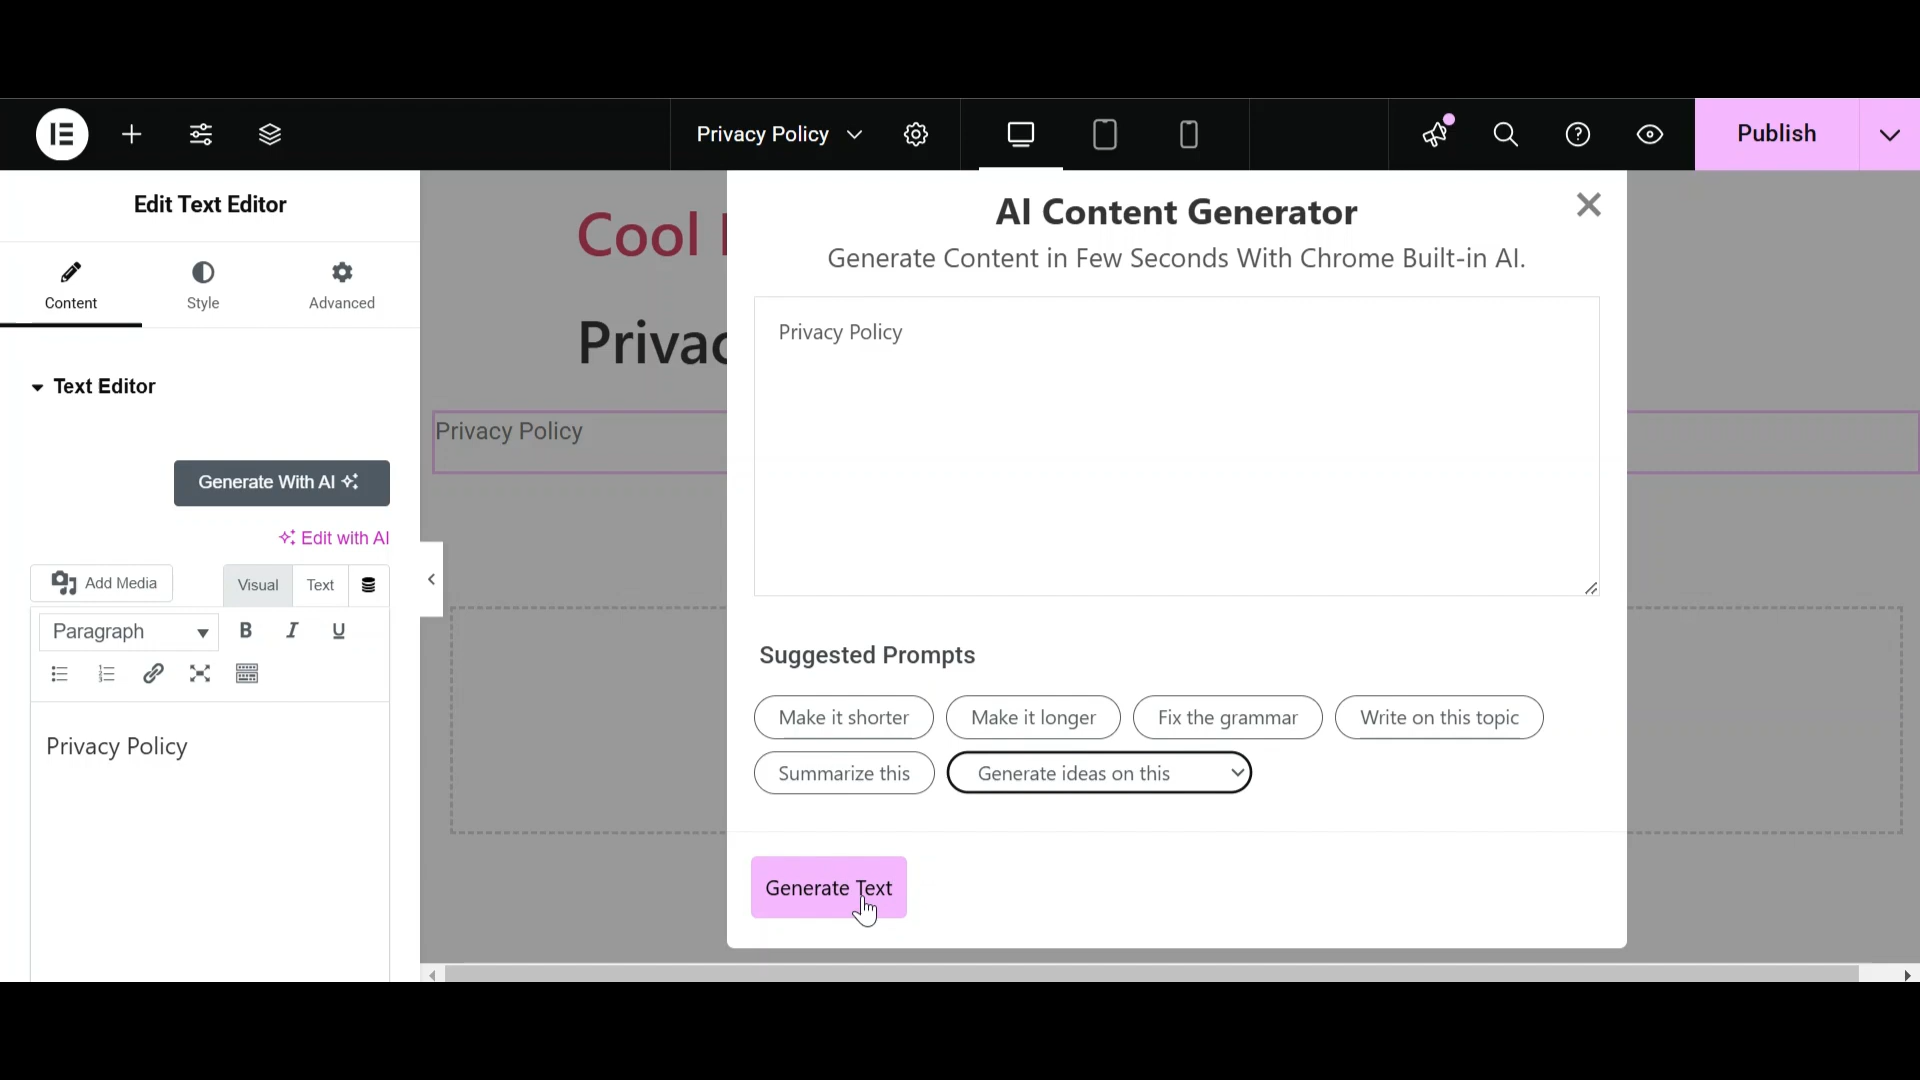 Privacy Policy
Publish
Edit Text Editor
Content
Style
Advanced
Text Editor
Generate With AI
Edit with AI
Add Media
Visual
Text
Paragraph
B I U
Privacy Policy
Cool
Privac
Privacy Policy
AI Content Generator
Generate Content in Few Seconds With Chrome Built-in AI.
Privacy Policy
Suggested Prompts
Make it shorter
Make it longer
Fix the grammar
Write on this topic
Summarize this
Generate ideas on this
Generate Text